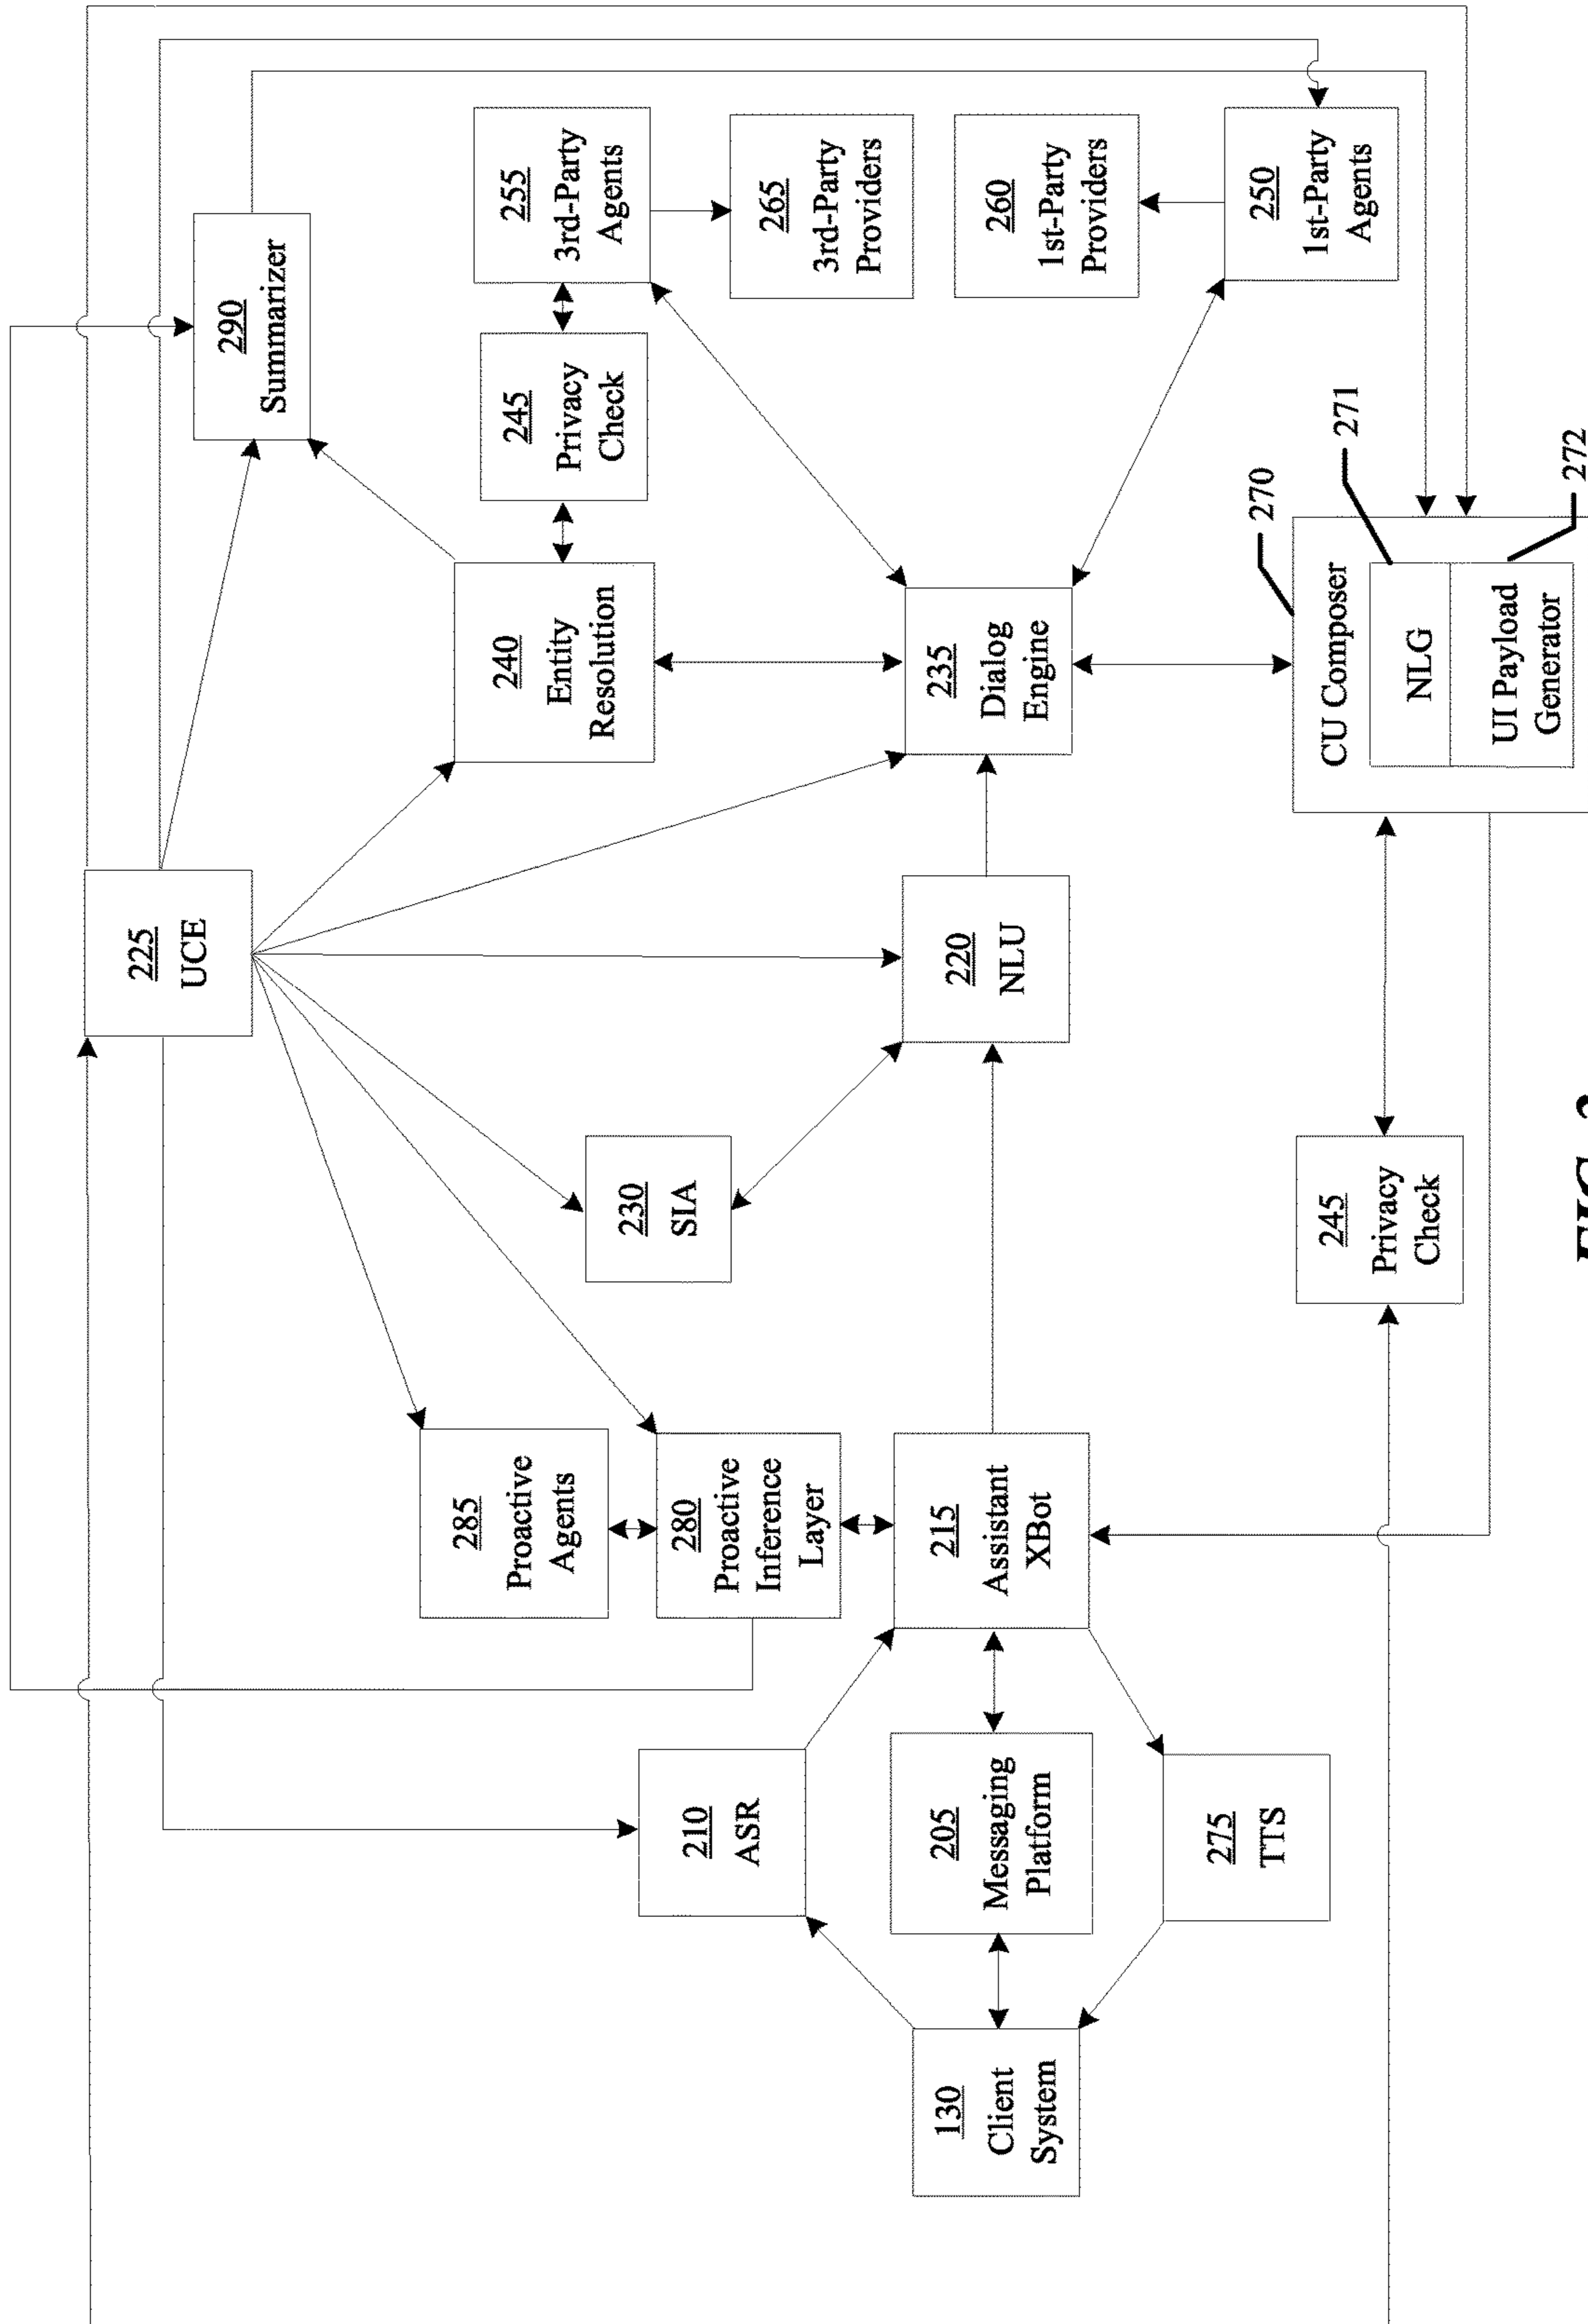 225
UCE
290
Summarizer
255
3rd-Party
Agents
265
3rd-Party
Providers
260
1st-Party
Providers
250
1st-Party
Agents
245
Privacy
Check
240
Entity
Resolution
235
Dialog
Engine
220
NLU
230
SIA
285
Proactive
Agents
280
Proactive
Inference
Layer
215
Assistant
XBot
210
ASR
205
Messaging
Platform
275
TTS
130
Client
System
245
Privacy
Check
270
271
272
CU Composer
NLG
UI Payload
Generator
FIG. 2